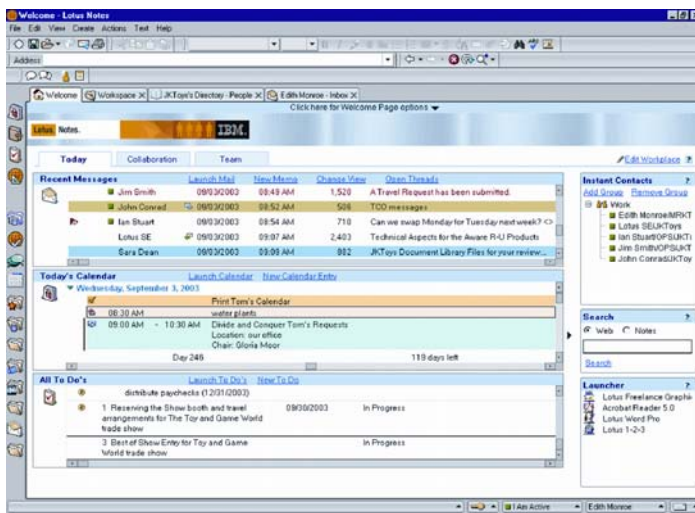 Welcome - Lotus Notes
File Edit View Create Actions Text Help
Address
Welcome Workspace JKToys's Directory - People Edith Monroe - Inbox
Click here for Welcome Page options
Lotus Notes. IBM.
Today Collaboration Team
Edit Workplace ?
Recent Messages Launch Mail New Memo Change View Open Threads
Jim Smith 09/03/2003 08:49 AM 1,520 A Travel Request has been submitted.
John Conrad 09/03/2003 08:52 AM 506 TCO messages
Ian Stuart 09/03/2003 08:54 AM 710 Can we swap Monday for Tuesday next week? <>
Lotus SE 09/03/2003 09:07 AM 2,403 Technical Aspects for the Aware R-U Products
Sara Dean 09/03/2003 09:08 AM 982 JKToys Document Library Files for your review...
Today's Calendar Launch Calendar New Calendar Entry
Wednesday, September 3, 2003
Print Tom's Calendar
08:30 AM water plants
09:00 AM - 10:30 AM Divide and Conquer Tom's Requests
Location: our office
Chair: Gloria Moor
Day 246 119 days left
All To Do's Launch To Do's New To Do
distribute paychecks (12/31/2003)
1 Reserving the Show booth and travel 09/30/2003 In Progress
arrangements for The Toy and Game World
trade show
3 Best of Show Entry for Toy and Game In Progress
World trade show
Instant Contacts ?
Add Group Remove Group
Work
Edith Monroe/MRKT
Lotus SE/JKToys
Ian Stuart/OPS/JKT
Jim Smith/OPS/JKT
John Conrad/JKToy
Search ?
Web Notes
Search
Launcher ?
Lotus Freelance Graphi
Acrobat Reader 5.0
Lotus Word Pro
Lotus 1-2-3
I Am Active Edith Monroe